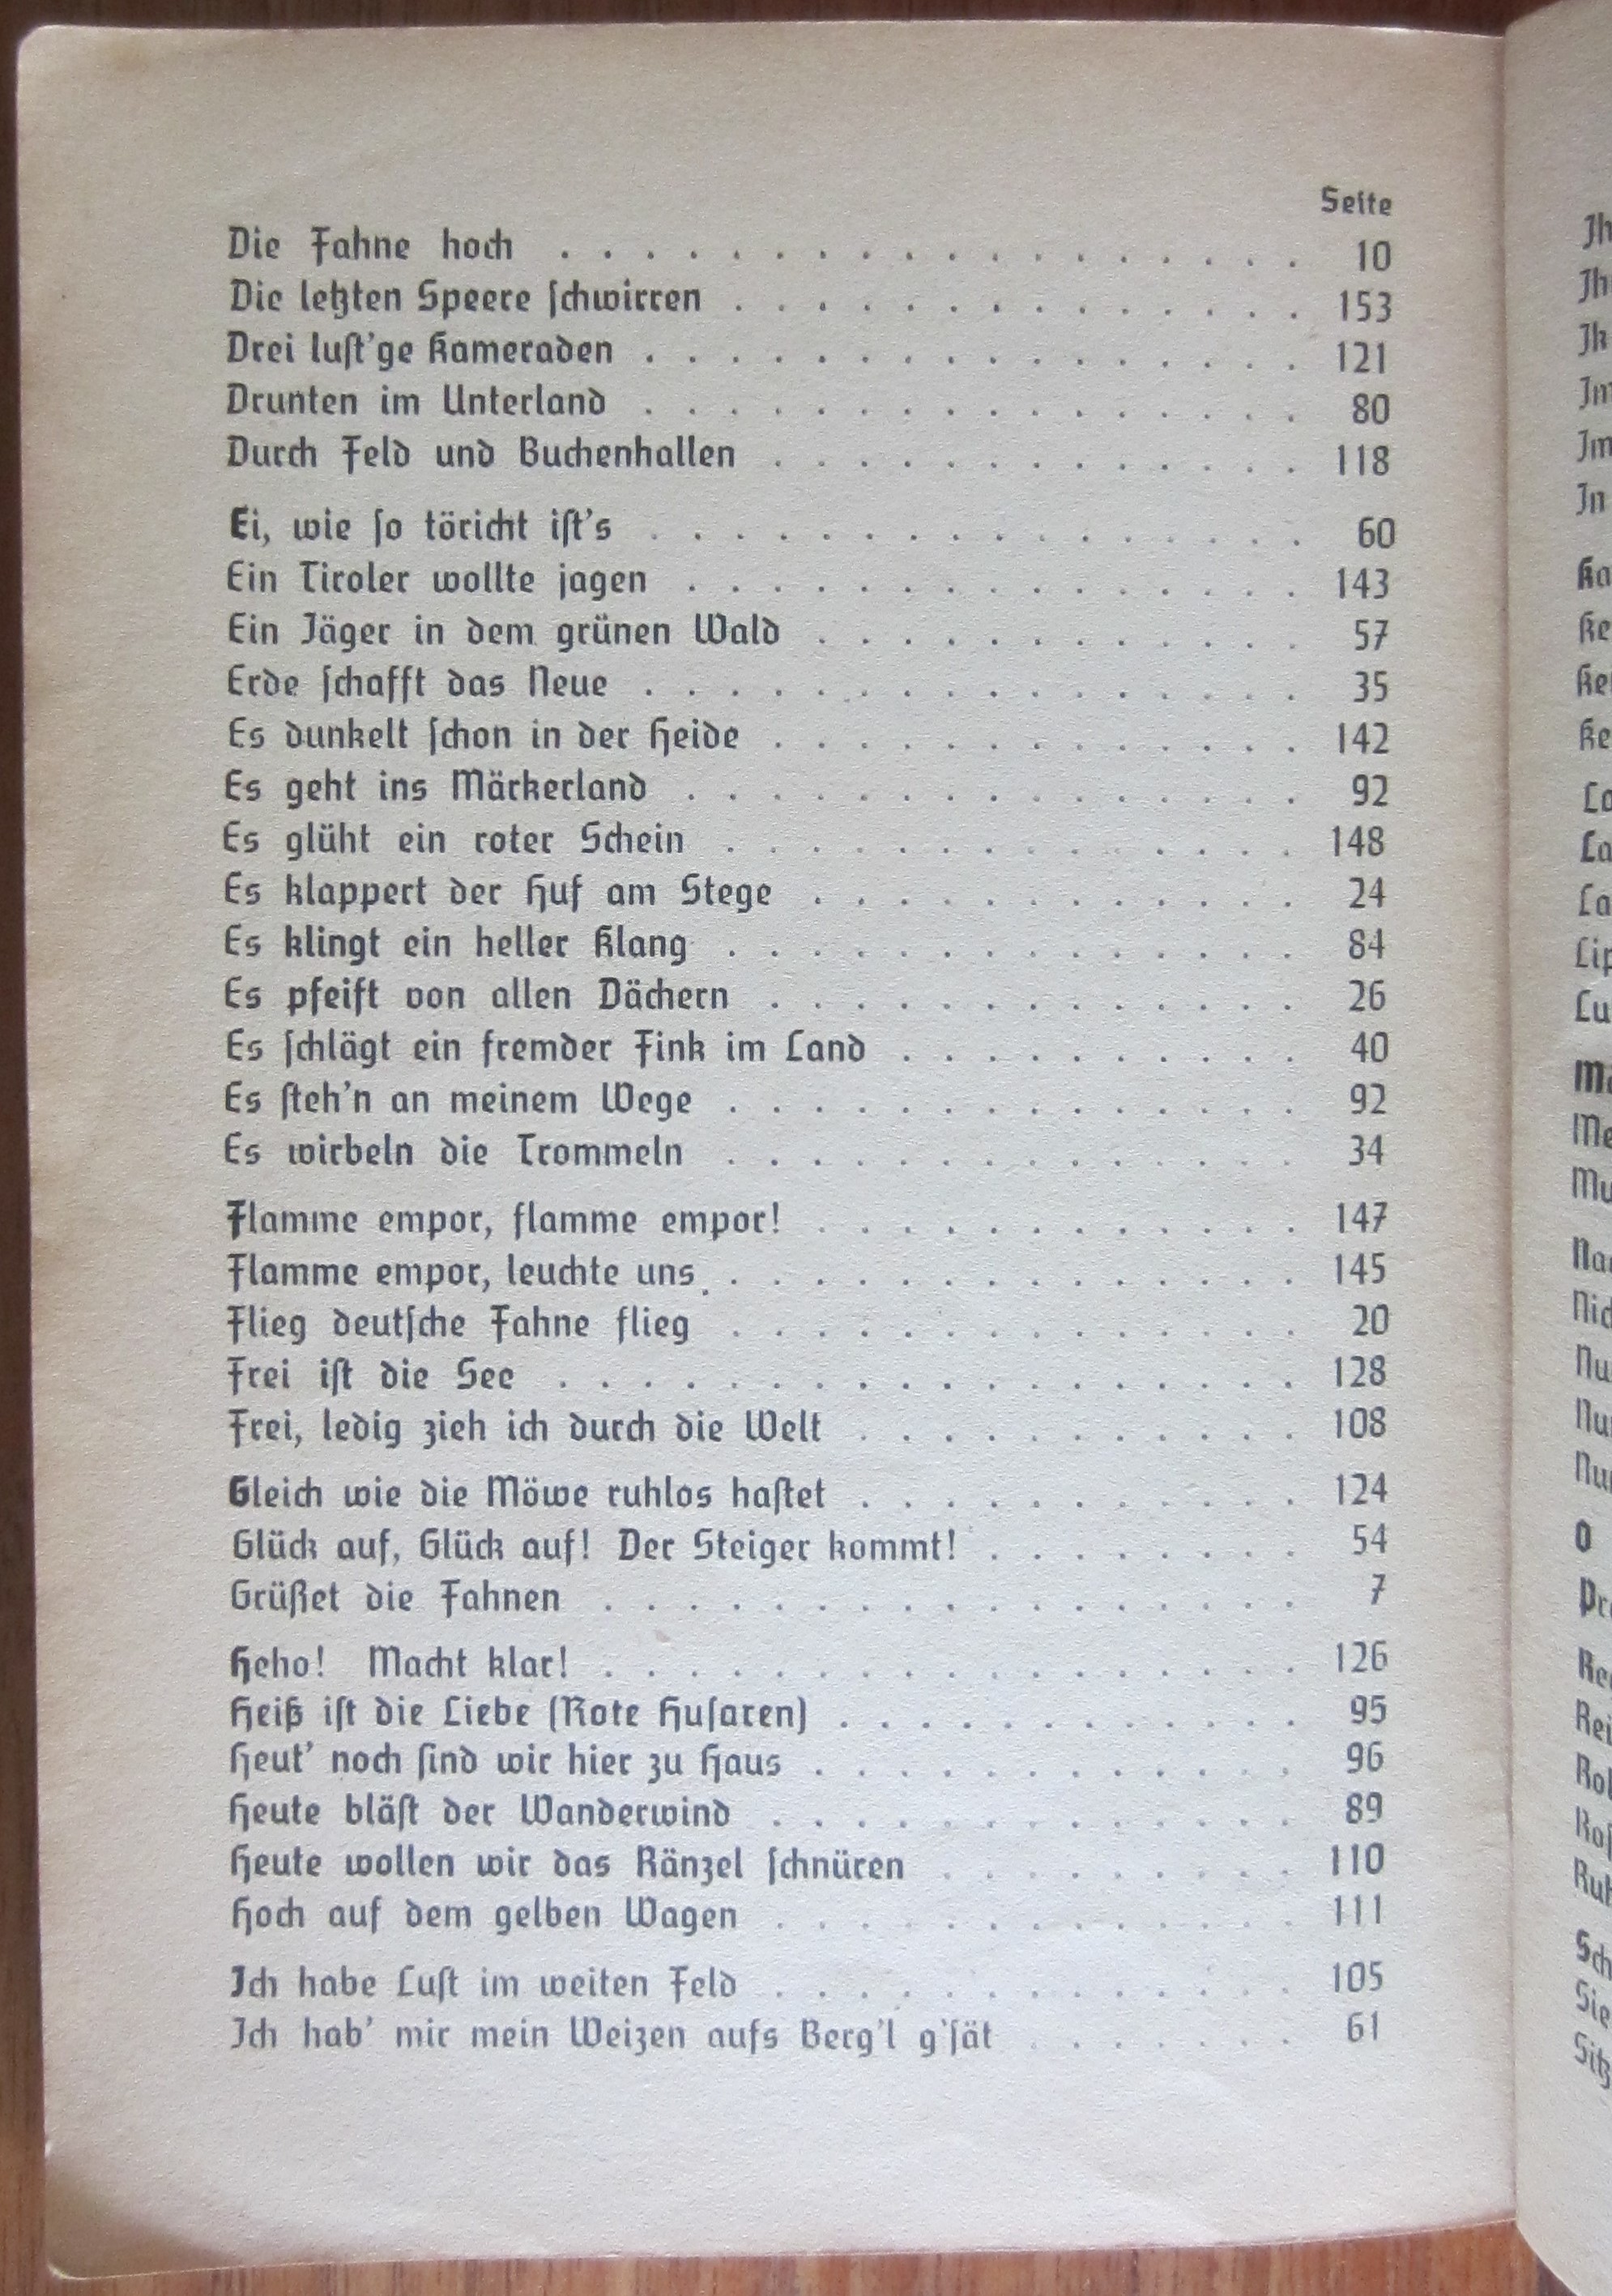 Seite
Die Fahne hoch . . . . . . . . . . . . . . . . . . 10
Die letzten Speere ſchwirren . . . . . . . . . . . . . . 153
Drei luſt'ge Kameraden . . . . . . . . . . . . . . . . 121
Drunten im Unterland . . . . . . . . . . . . . . . . 80
Durch Feld und Buchenhallen . . . . . . . . . . . . . 118
Ei, wie ſo töricht iſt's . . . . . . . . . . . . . . . . 60
Ein Tiroler wollte jagen . . . . . . . . . . . . . . . 143
Ein Jäger in dem grünen Wald . . . . . . . . . . . . 57
Erde ſchafft das Neue . . . . . . . . . . . . . . . . 35
Es dunkelt ſchon in der Heide . . . . . . . . . . . . . 142
Es geht ins Märkerland . . . . . . . . . . . . . . . 92
Es glüht ein roter Schein . . . . . . . . . . . . . . 148
Es klappert der Huf am Stege . . . . . . . . . . . . 24
Es klingt ein heller Klang . . . . . . . . . . . . . . 84
Es pfeift von allen Dächern . . . . . . . . . . . . . 26
Es ſchlägt ein fremder Fink im Land . . . . . . . . . . 40
Es ſteh'n an meinem Wege . . . . . . . . . . . . . . 92
Es wirbeln die Trommeln . . . . . . . . . . . . . . 34
Flamme empor, flamme empor! . . . . . . . . . . . . 147
Flamme empor, leuchte uns . . . . . . . . . . . . . . 145
Flieg deutſche Fahne flieg . . . . . . . . . . . . . . 20
Frei iſt die See . . . . . . . . . . . . . . . . . . 128
Frei, ledig zieh ich durch die Welt . . . . . . . . . . . 108
Gleich wie die Möwe ruhlos haſtet . . . . . . . . . . . 124
Glück auf, Glück auf! Der Steiger kommt! . . . . . . . . 54
Grüßet die Fahnen . . . . . . . . . . . . . . . . . 7
Heho! Macht klar! . . . . . . . . . . . . . . . . . 126
Heiß iſt die Liebe (Rote Huſaren) . . . . . . . . . . . 95
Heut' noch ſind wir hier zu Haus . . . . . . . . . . . . 96
Heute bläſt der Wanderwind . . . . . . . . . . . . . 89
Heute wollen wir das Ränzel ſchnüren . . . . . . . . . 110
Hoch auf dem gelben Wagen . . . . . . . . . . . . . 111
Ich habe Luſt im weiten Feld . . . . . . . . . . . . . 105
Ich hab' mir mein Weizen aufs Berg'l g'ſät . . . . . . . 61